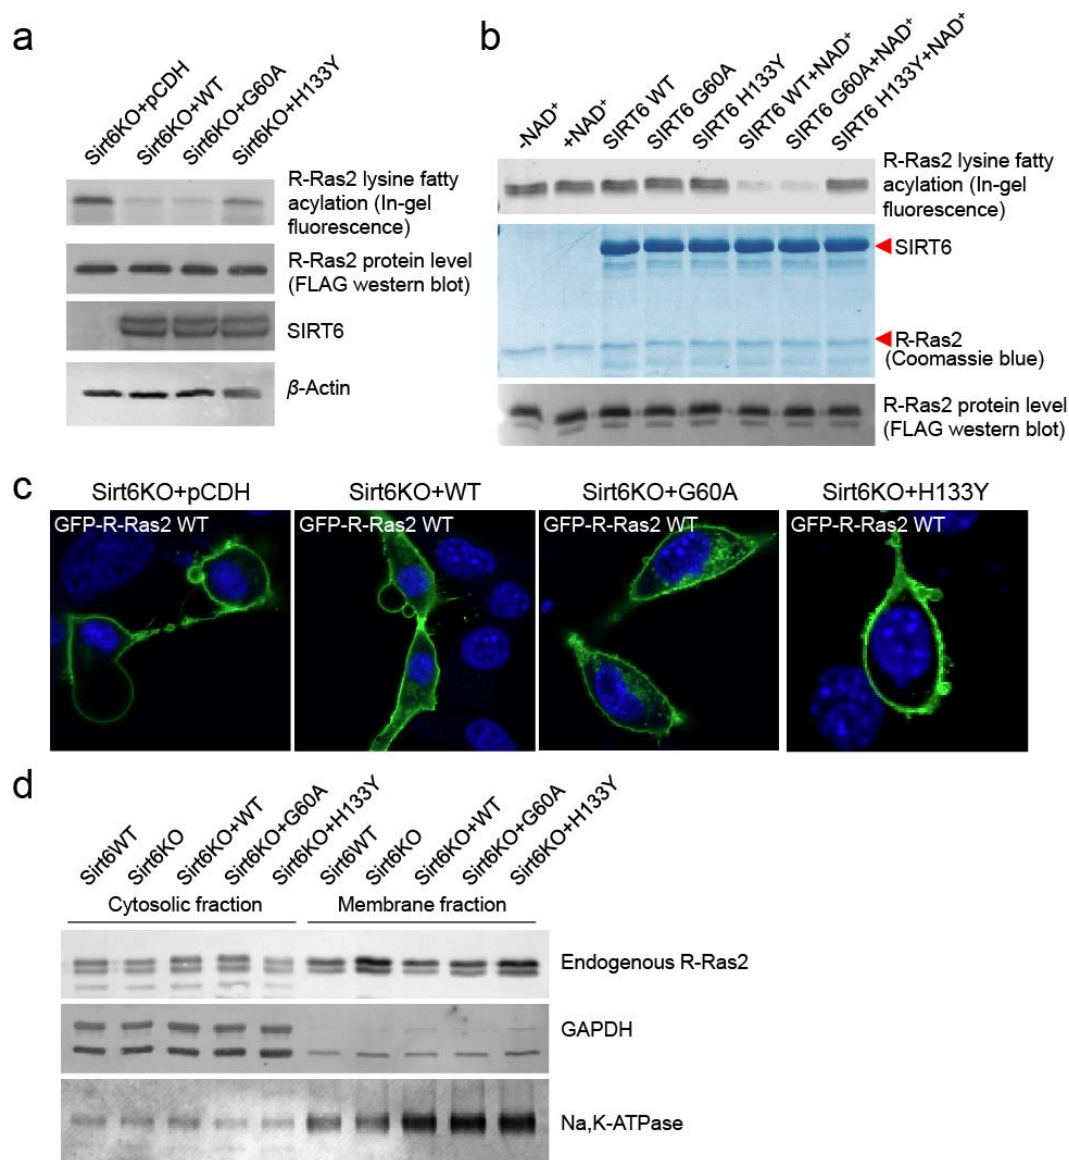 a
Sirt6KO+pCDH
Sirt6KO+WT
Sirt6KO+G60A
Sirt6KO+H133Y
R-Ras2 lysine fatty
acylation (In-gel
fluorescence)
R-Ras2 protein level
(FLAG western blot)
SIRT6
β-Actin
b
-NAD⁺
+NAD⁺
SIRT6 WT
SIRT6 G60A
SIRT6 H133Y
SIRT6 WT+NAD⁺
SIRT6 G60A+NAD⁺
SIRT6 H133Y+NAD⁺
R-Ras2 lysine fatty
acylation (In-gel
fluorescence)
SIRT6
R-Ras2
(Coomassie blue)
R-Ras2 protein level
(FLAG western blot)
c
Sirt6KO+pCDH
Sirt6KO+WT
Sirt6KO+G60A
Sirt6KO+H133Y
GFP-R-Ras2 WT
GFP-R-Ras2 WT
GFP-R-Ras2 WT
GFP-R-Ras2 WT
d
Sirt6WT
Sirt6KO
Sirt6KO+WT
Sirt6KO+G60A
Sirt6KO+H133Y
Sirt6WT
Sirt6KO
Sirt6KO+WT
Sirt6KO+G60A
Sirt6KO+H133Y
Cytosolic fraction
Membrane fraction
Endogenous R-Ras2
GAPDH
Na,K-ATPase